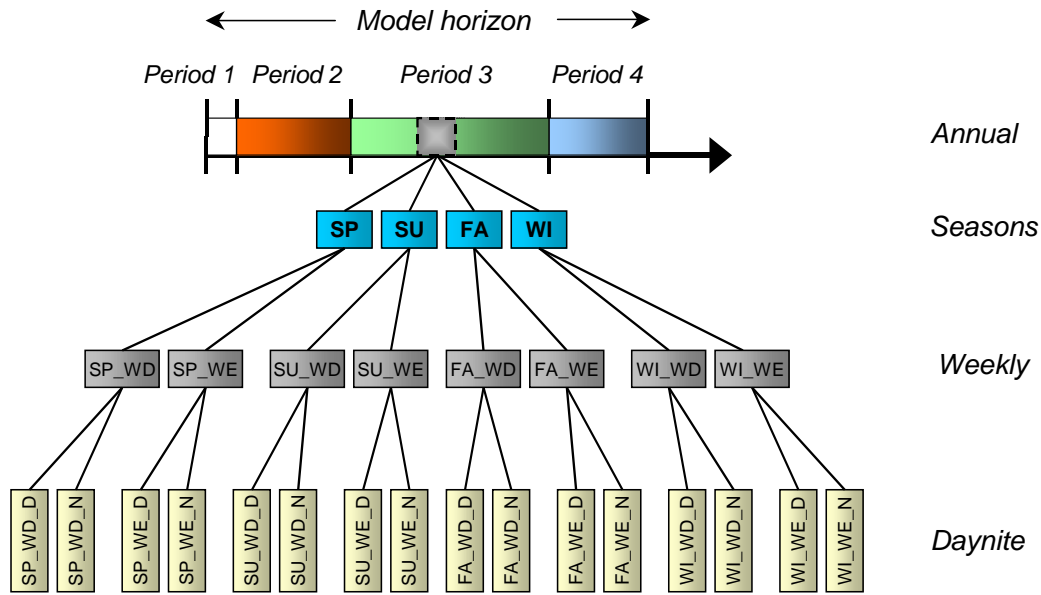 Model horizon
Period 1 Period 2 Period 3 Period 4
Annual
SP SU FA WI Seasons
SP_WD SP_WE SU_WD SU_WE FA_WD FA_WE WI_WD WI_WE Weekly
SP_WD_D SP_WD_N SP_WE_D SP_WE_N SU_WD_D SU_WD_N SU_WE_D SU_WE_N FA_WD_D FA_WD_N FA_WE_D FA_WE_N WI_WD_D WI_WD_N WI_WE_D WI_WE_N Daynite